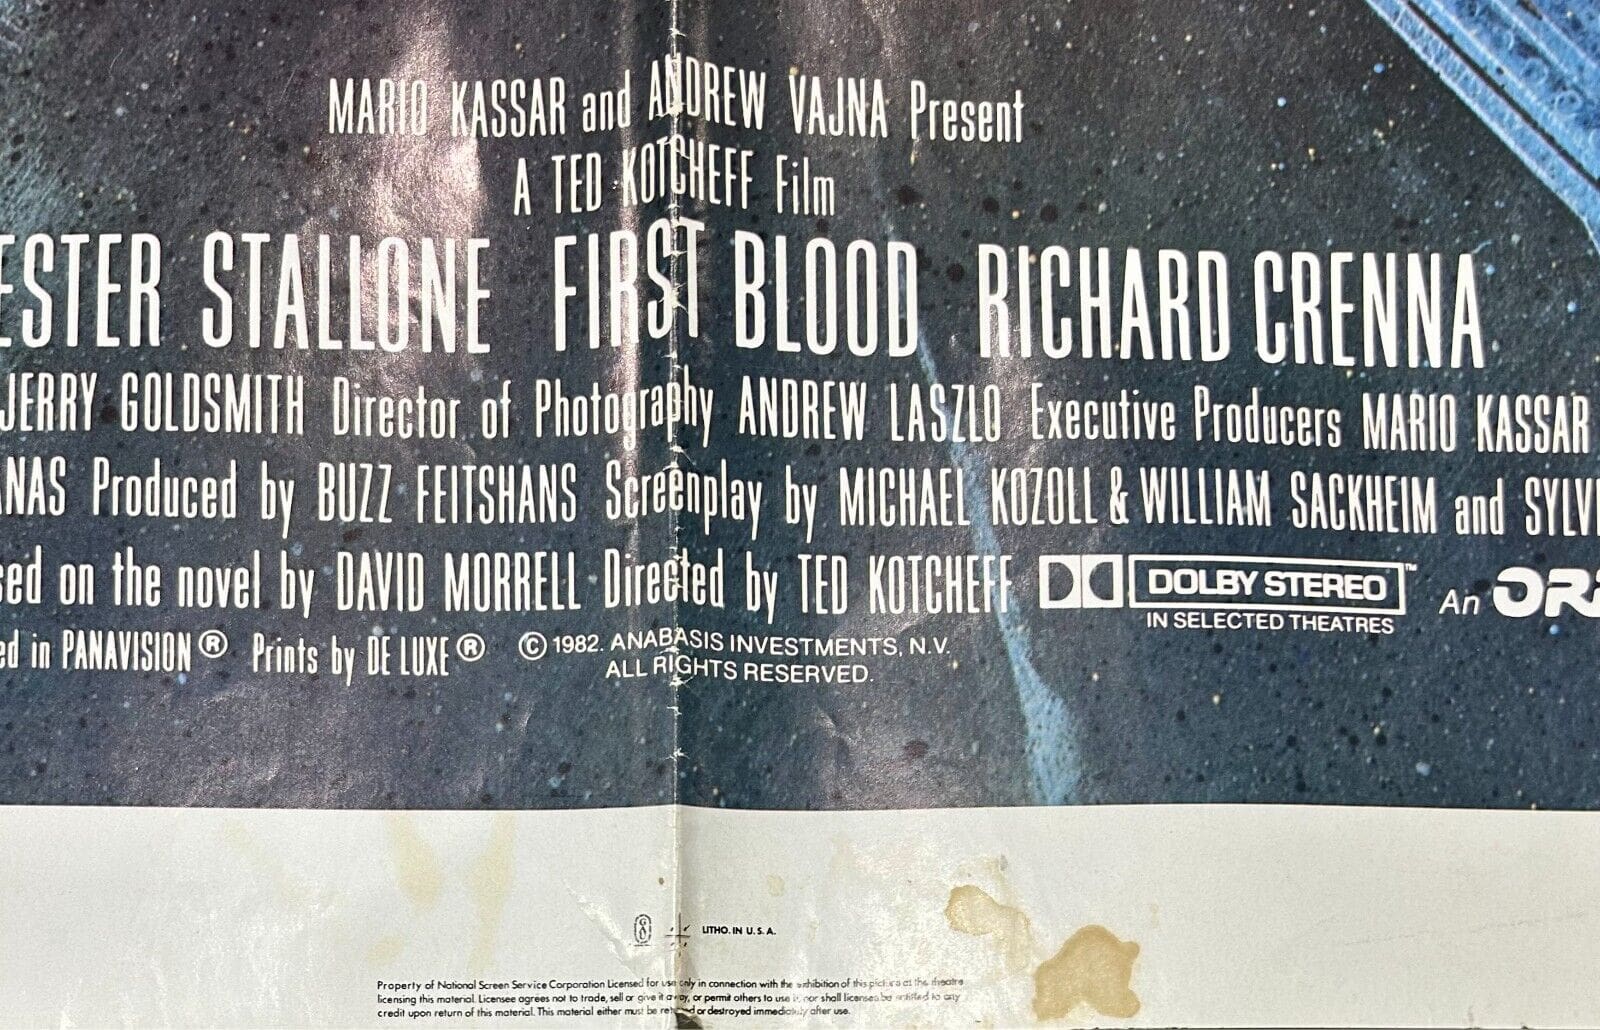 MARIO KASSAR and ANDREW VAJNA Present
A TED KOTCHEFF Film
ESTER STALLONE FIRST BLOOD RICHARD CRENNA
JERRY GOLDSMITH Director of Photography ANDREW LASZLO Executive Producers MARIO KASSAR
NAS Produced by BUZZ FEITSHANS Screenplay by MICHAEL KOZOLL & WILLIAM SACKHEIM and SYLV
sed on the novel by DAVID MORRELL Directed by TED KOTCHEFF DOLBY STEREO™ An OR
IN SELECTED THEATRES
ed in PANAVISION® Prints by DE LUXE® © 1982. ANABASIS INVESTMENTS, N.V.
ALL RIGHTS RESERVED.
LITHO. IN U.S.A.
Property of National Screen Service Corporation Licensed for use only in connection with the exhibition of this picture at the theatre
licensing this material. Licensee agrees not to trade, sell or give it away, or permit others to use it, nor shall licensee be entitled to any
credit upon return of this material. This material either must be returned or destroyed immediately after use.